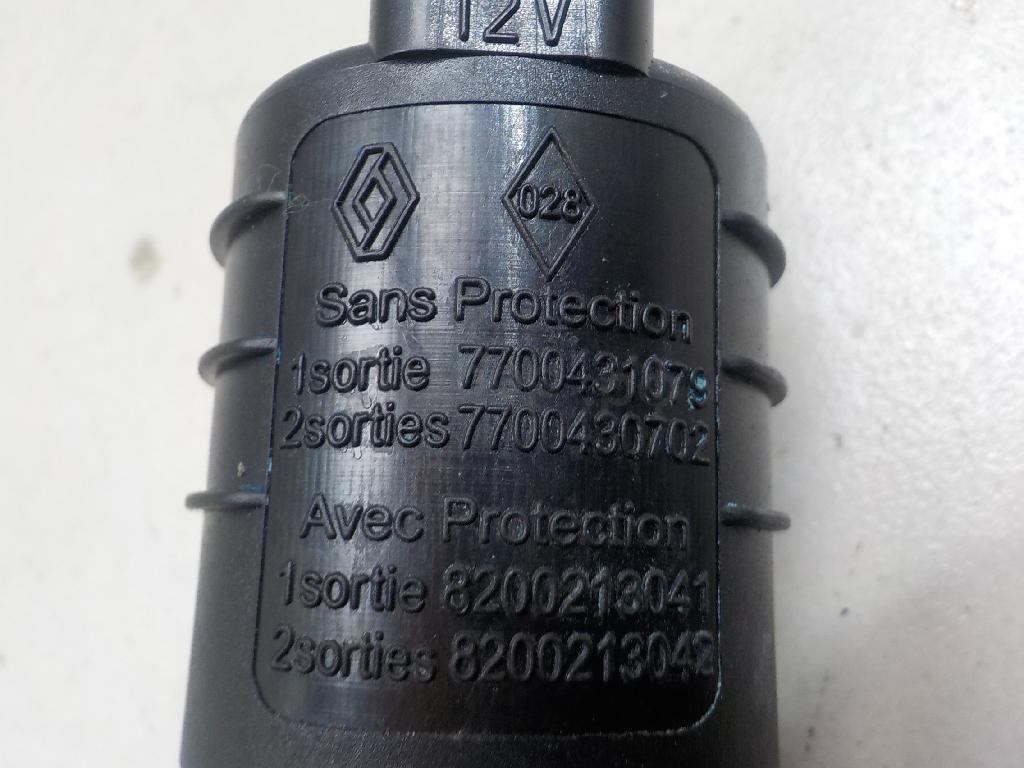 12V
028
Sans Protection
1sortie 7700431079
2sorties 7700430702
Avec Protection
1sortie 8200213041
2sorties 8200213042